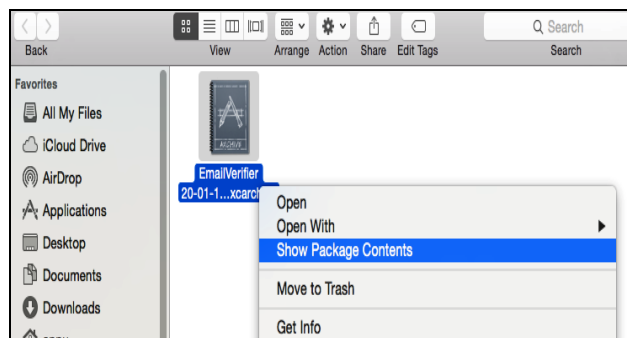 Back
View
Arrange
Action
Share
Edit Tags
Search
Search
Favorites
All My Files
iCloud Drive
AirDrop
Applications
Desktop
Documents
Downloads
ARCHIVE
EmailVerifier
20-01-1...xcarch
Open
Open With
Show Package Contents
Move to Trash
Get Info